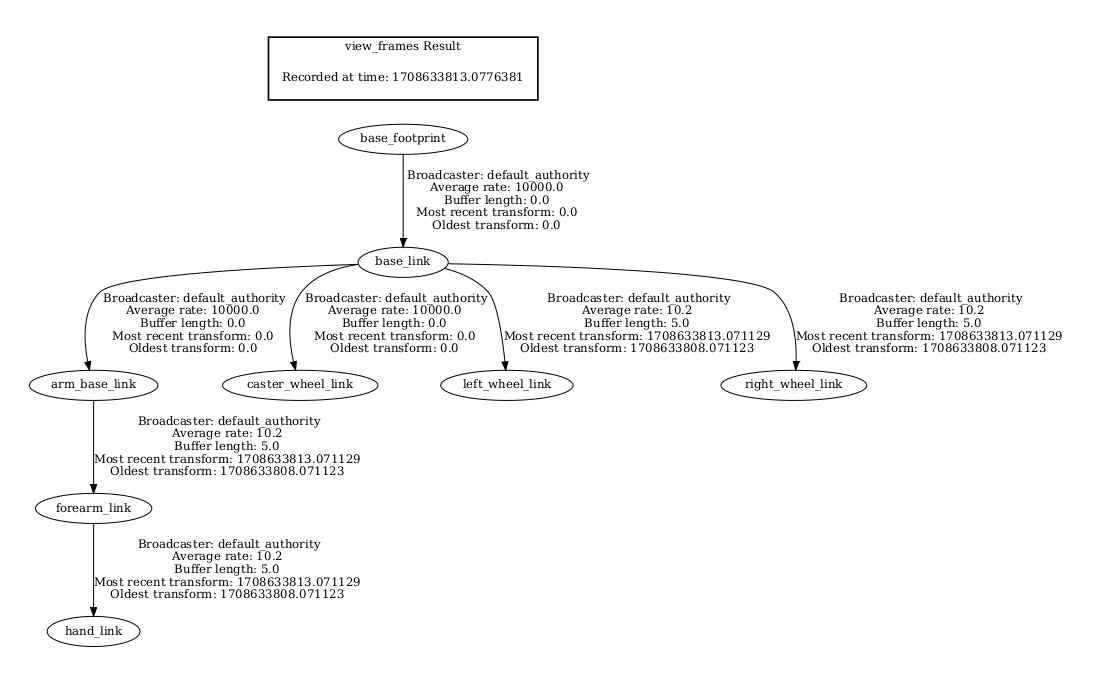 view_frames Result
Recorded at time: 1708633813.0776381
base_footprint
Broadcaster: default_authority
Average rate: 10000.0
Buffer length: 0.0
Most recent transform: 0.0
Oldest transform: 0.0
base_link
Broadcaster: default_authority
Average rate: 10000.0
Buffer length: 0.0
Most recent transform: 0.0
Oldest transform: 0.0
Broadcaster: default_authority
Average rate: 10000.0
Buffer length: 0.0
Most recent transform: 0.0
Oldest transform: 0.0
Broadcaster: default_authority
Average rate: 10.2
Buffer length: 5.0
Most recent transform: 1708633813.071129
Oldest transform: 1708633808.071123
Broadcaster: default_authority
Average rate: 10.2
Buffer length: 5.0
Most recent transform: 1708633813.071129
Oldest transform: 1708633808.071123
arm_base_link
caster_wheel_link
left_wheel_link
right_wheel_link
Broadcaster: default_authority
Average rate: 10.2
Buffer length: 5.0
Most recent transform: 1708633813.071129
Oldest transform: 1708633808.071123
forearm_link
Broadcaster: default_authority
Average rate: 10.2
Buffer length: 5.0
Most recent transform: 1708633813.071129
Oldest transform: 1708633808.071123
hand_link